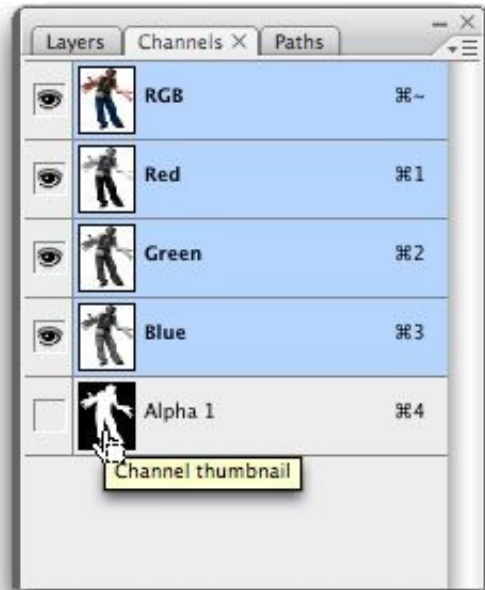 Layers Channels × Paths
RGB ⌘~
Red ⌘1
Green ⌘2
Blue ⌘3
Alpha 1 ⌘4
Channel thumbnail